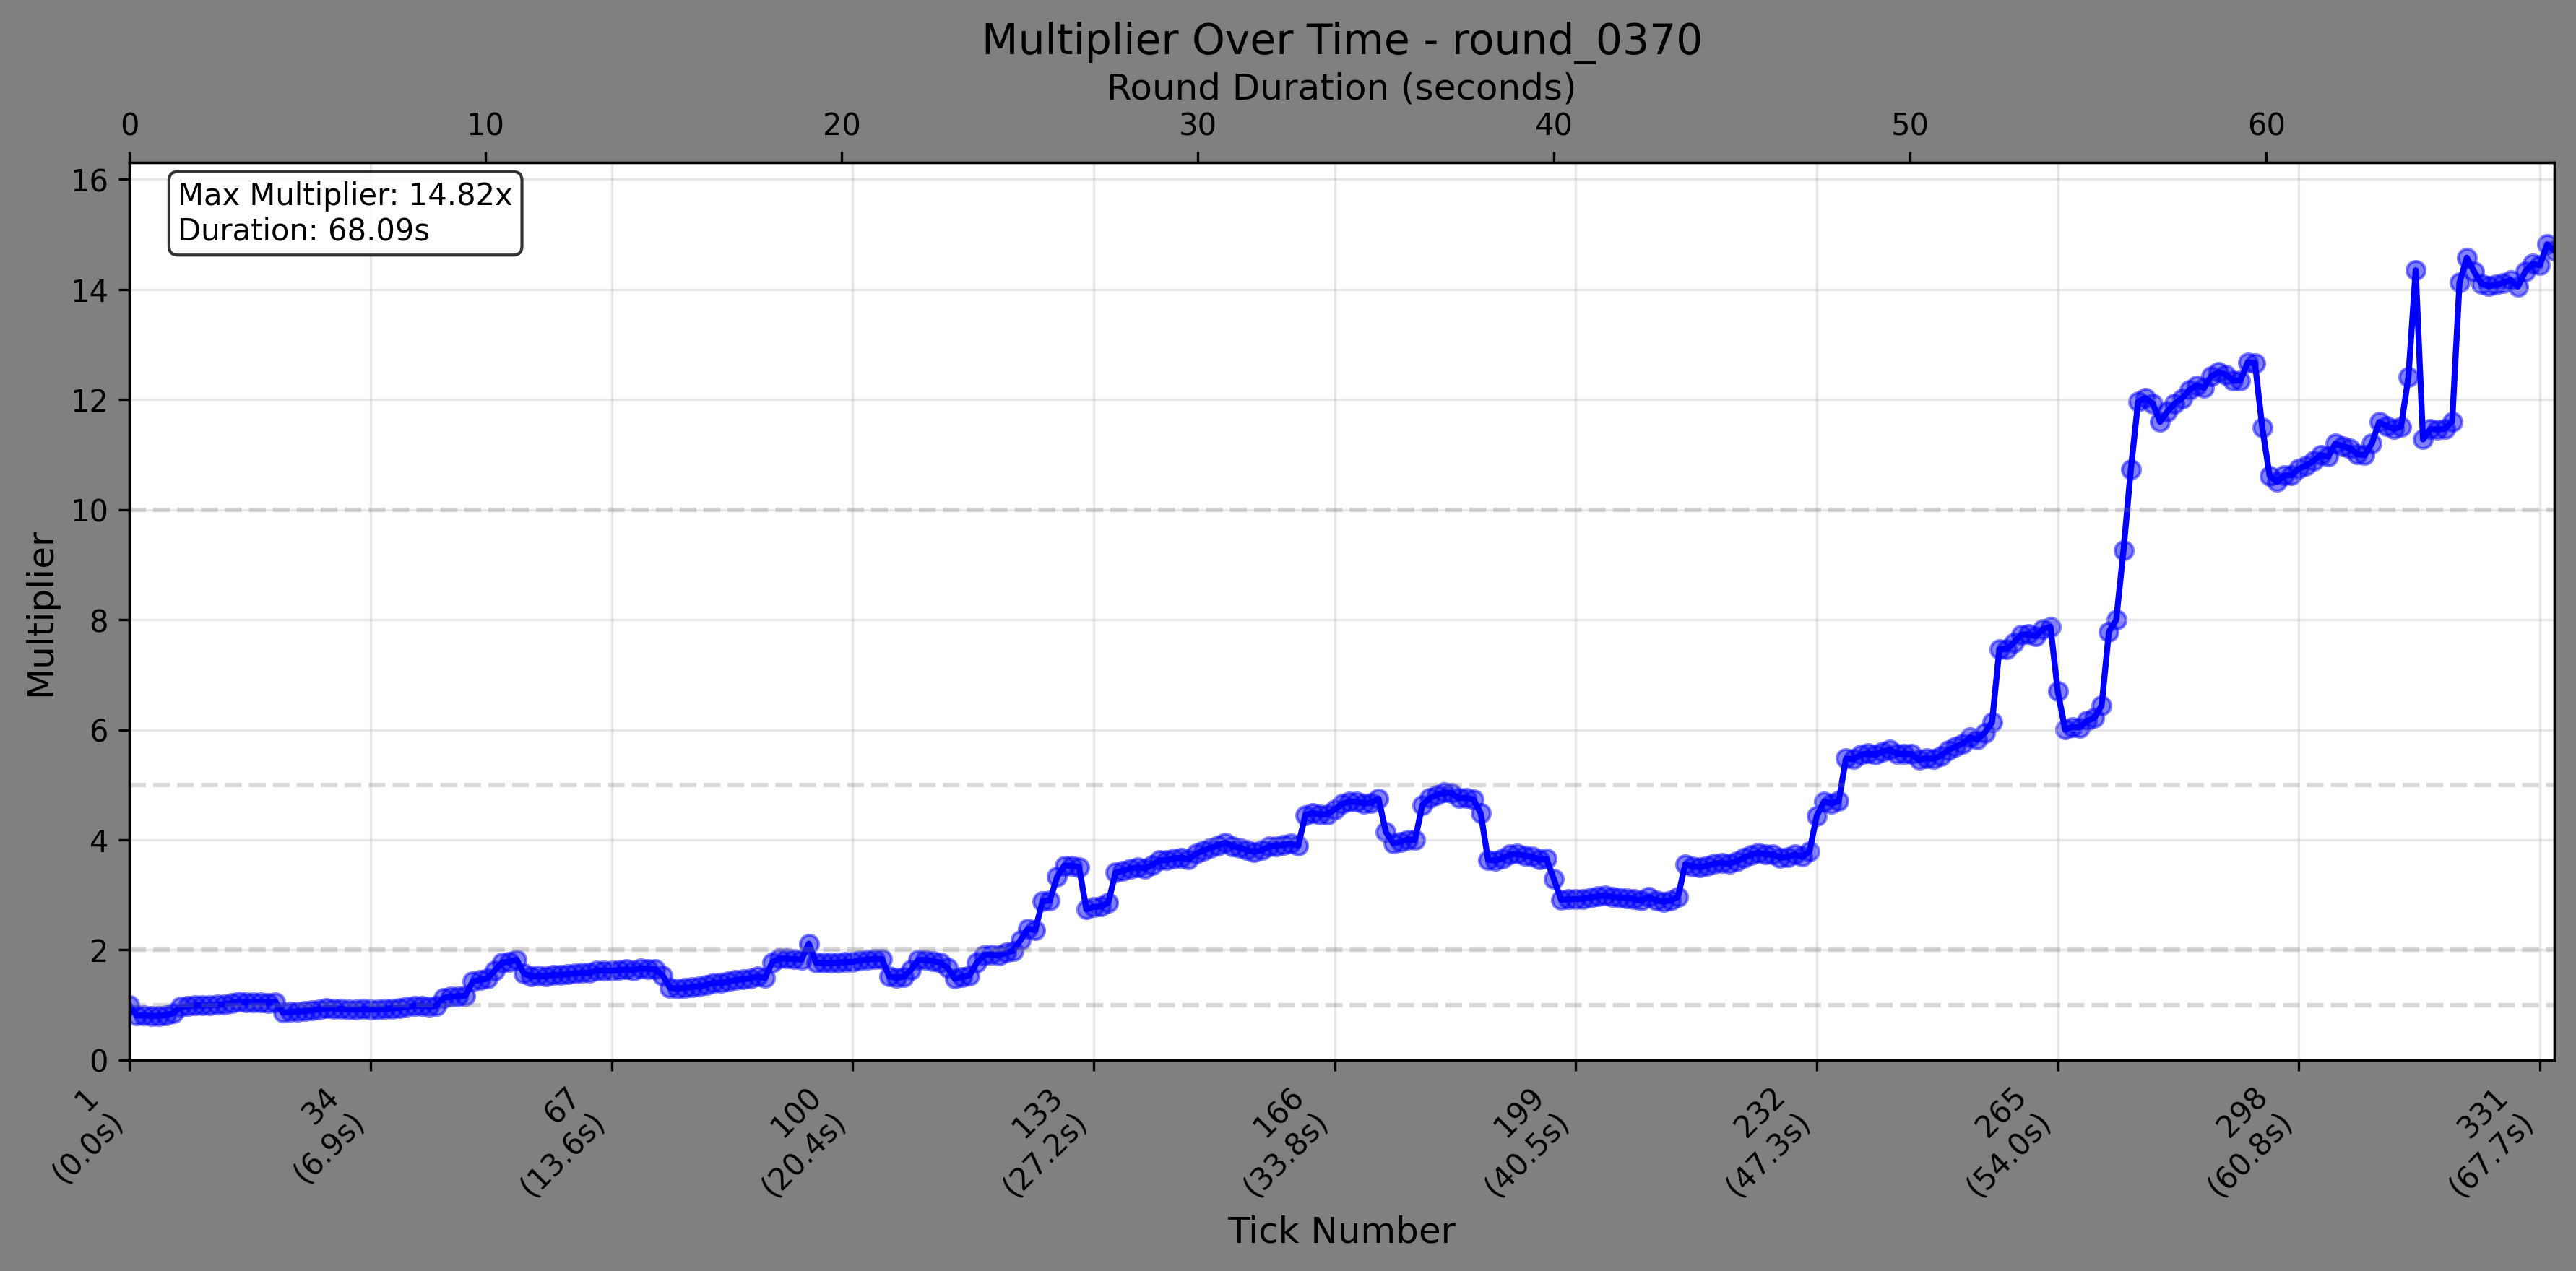 Multiplier Over Time - round_0370
Round Duration (seconds)
0 10 20 30 40 50 60
Max Multiplier: 14.82x
Duration: 68.09s
16
14
12
10
8
6
4
2
1
0
Multiplier
1 34 67 100 133 166 199 232 265 298 331
(0.0s) (6.9s) (13.6s) (20.4s) (27.2s) (33.8s) (40.5s) (47.3s) (54.0s) (60.8s) (67.7s)
Tick Number